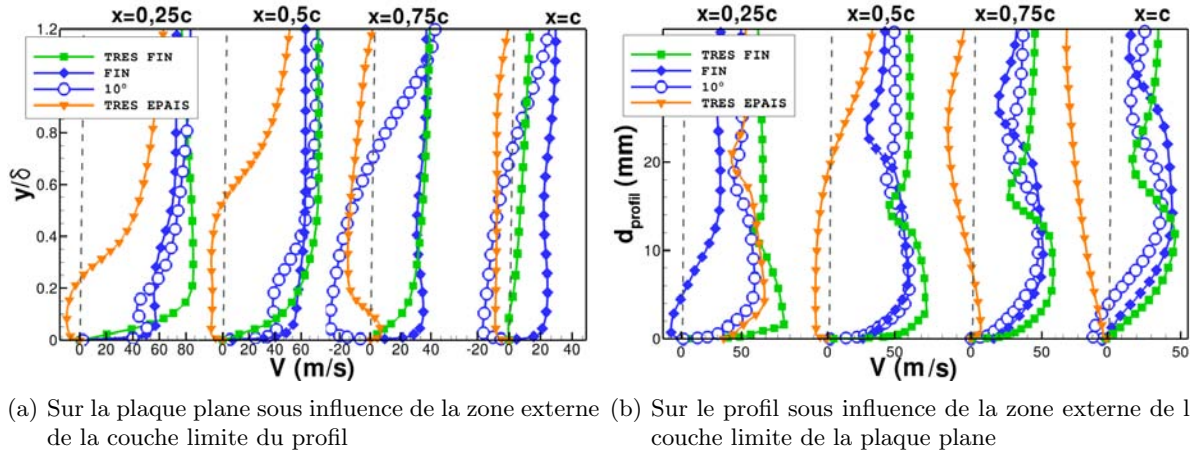 x=0,25c x=0,5c x=0,75c x=c
1.2
TRES FIN
FIN
10°
TRES EPAIS
0.8
0.6
0.4
0.2
0
y/δ
0 20 40 60 80 0 20 40 60 80 -20 0 20 40 -20 0 20 40
V (m/s)
x=0,25c x=0,5c x=0,75c x=c
TRES FIN
FIN
10°
TRES EPAIS
20
10
0
dprofil (mm)
0 50 0 50 0 50 0 50
V (m/s)
(a) Sur la plaque plane sous influence de la zone externe
de la couche limite du profil
(b) Sur le profil sous influence de la zone externe de l
couche limite de la plaque plane